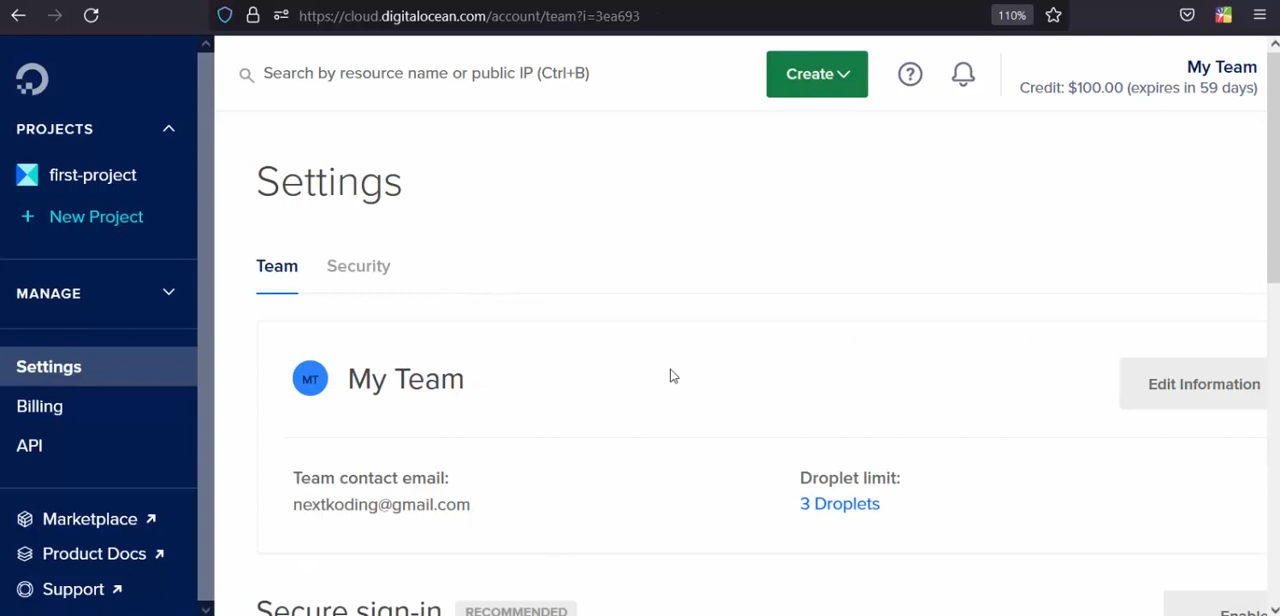 https://cloud.digitalocean.com/account/team?i=3ea693
110%
Search by resource name or public IP (Ctrl+B)
Create
My Team
Credit: $100.00 (expires in 59 days)
PROJECTS
first-project
+ New Project
MANAGE
Settings
Billing
API
Marketplace
Product Docs
Support
Settings
Team
Security
MT
My Team
Edit Information
Team contact email:
nextkoding@gmail.com
Droplet limit:
3 Droplets
Secure sign-in
RECOMMENDED
Enable